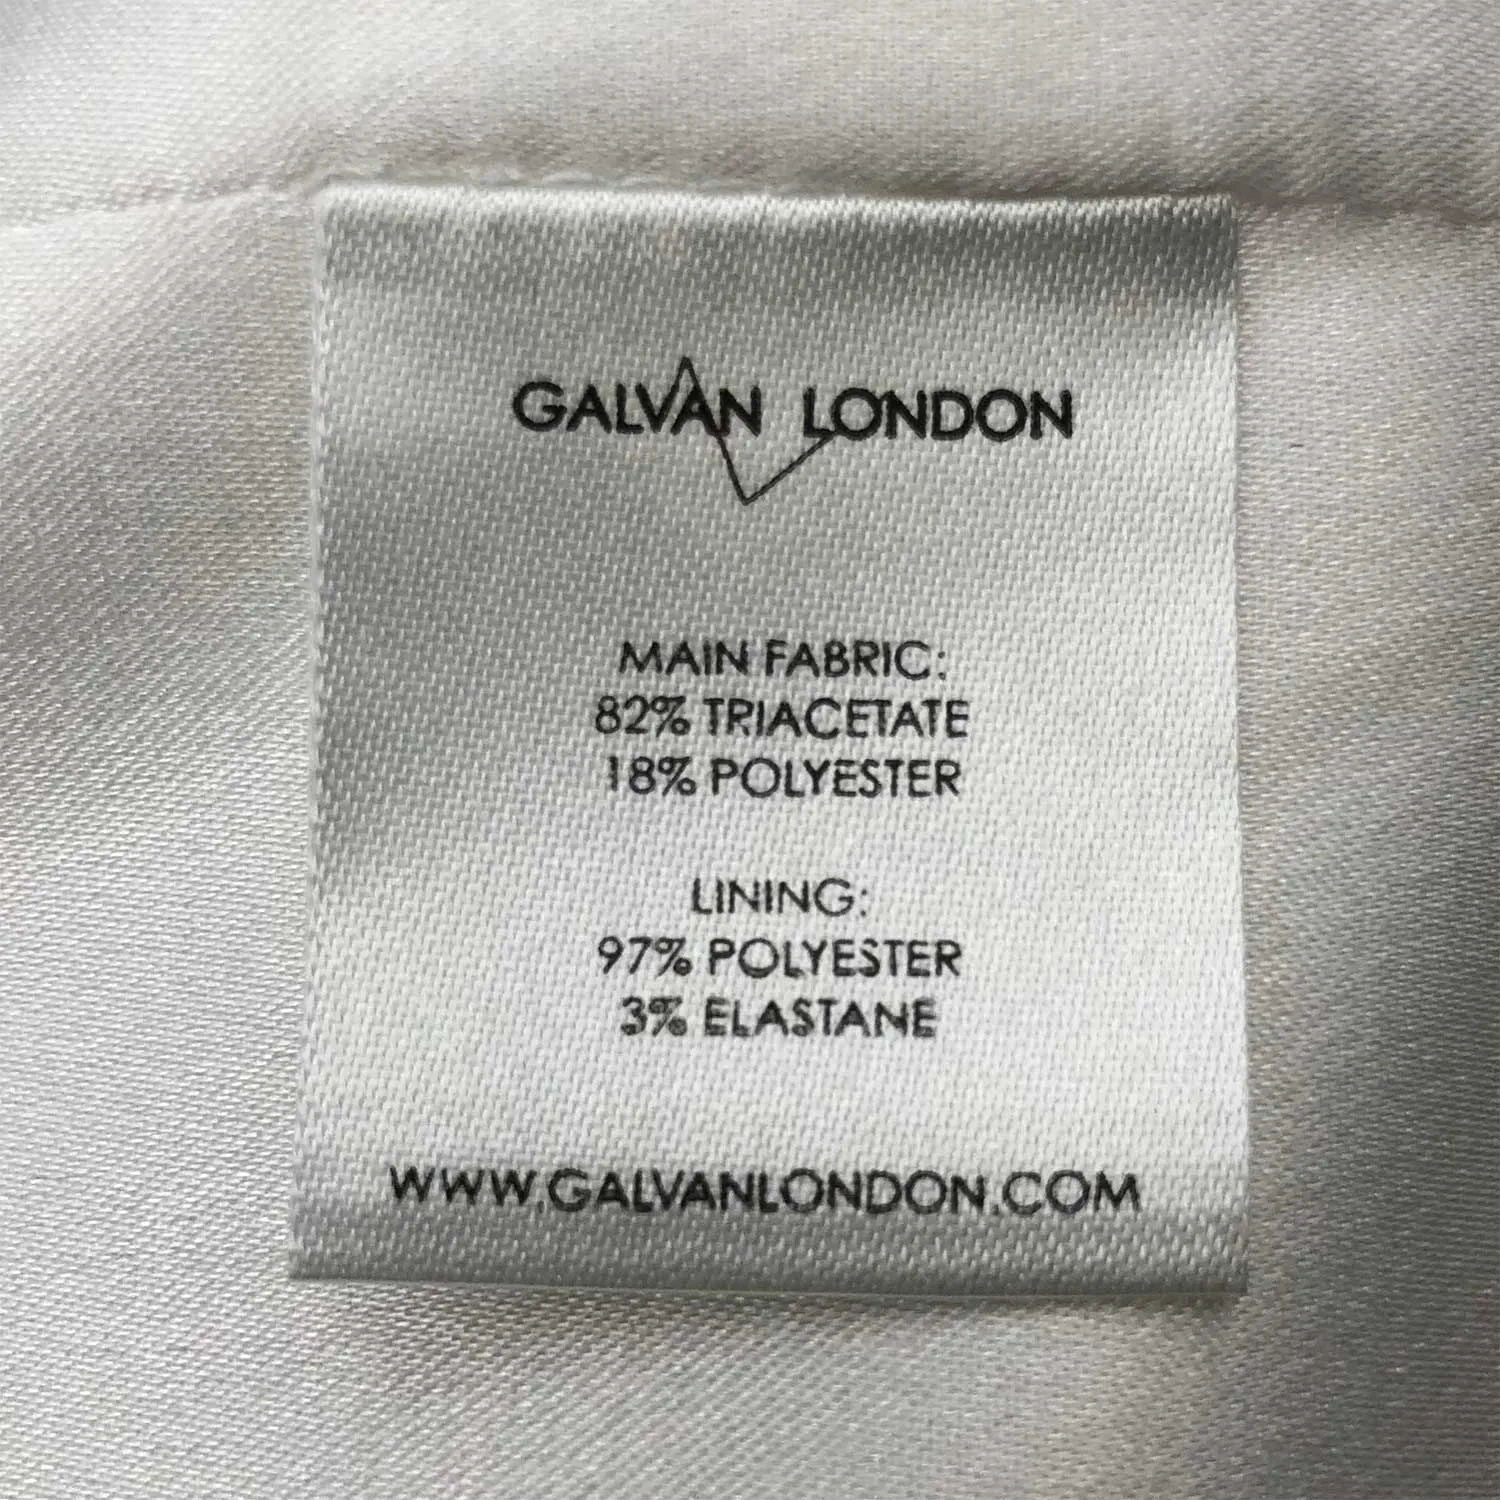 GALVAN LONDON
MAIN FABRIC:
82% TRIACETATE
18% POLYESTER
LINING:
97% POLYESTER
3% ELASTANE
WWW.GALVANLONDON.COM